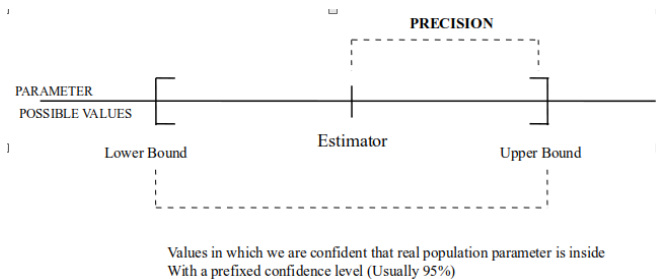 PRECISION
PARAMETER
POSSIBLE VALUES
Estimator
Lower Bound
Upper Bound
Values in which we are confident that real population parameter is inside
With a prefixed confidence level (Usually 95%)